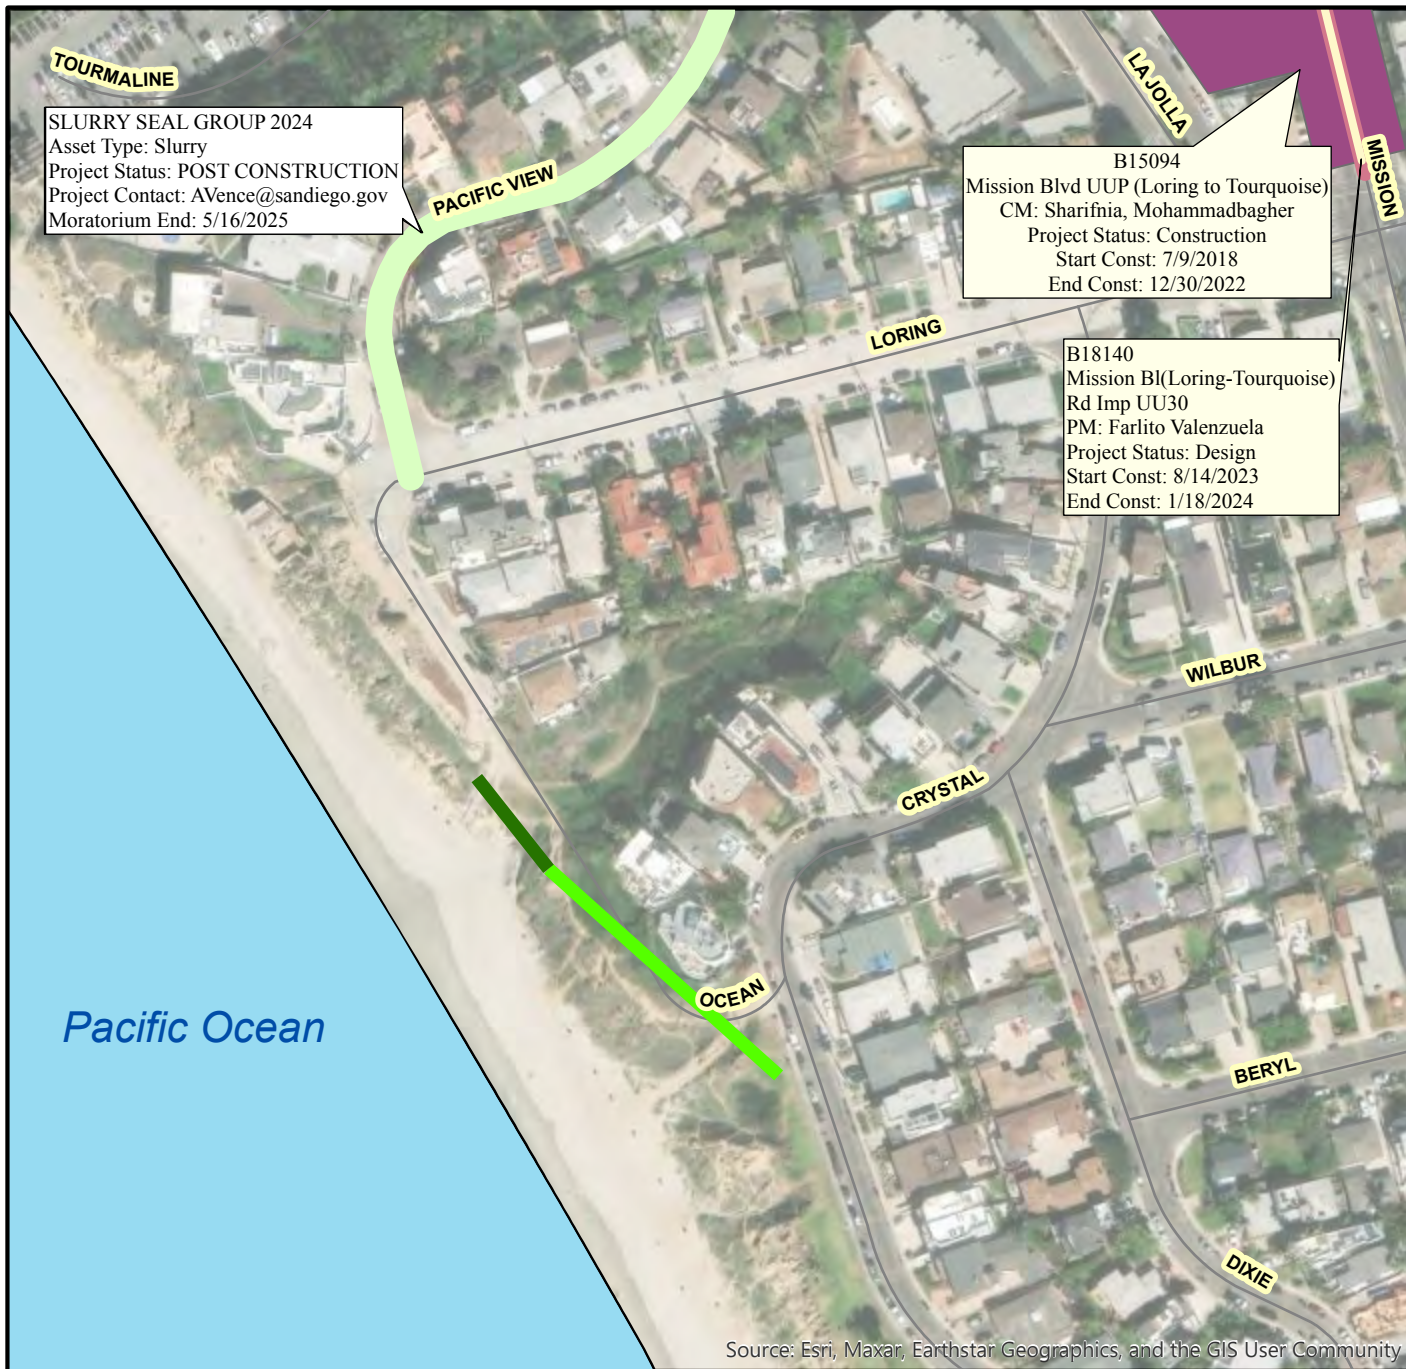 TOURMALINE
SLURRY SEAL GROUP 2024
Asset Type: Slurry
Project Status: POST CONSTRUCTION
Project Contact: AVence@sandiego.gov
Moratorium End: 5/16/2025
PACIFIC VIEW
LA JOLLA
MISSION
B15094
Mission Blvd UUP (Loring to Tourquoise)
CM: Sharifnia, Mohammadbagher
Project Status: Construction
Start Const: 7/9/2018
End Const: 12/30/2022
LORING
B18140
Mission Bl(Loring-Tourquoise)
Rd Imp UU30
PM: Farlito Valenzuela
Project Status: Design
Start Const: 8/14/2023
End Const: 1/18/2024
WILBUR
CRYSTAL
OCEAN
Pacific Ocean
BERYL
DIXIE
Source: Esri, Maxar, Earthstar Geographics, and the GIS User Community